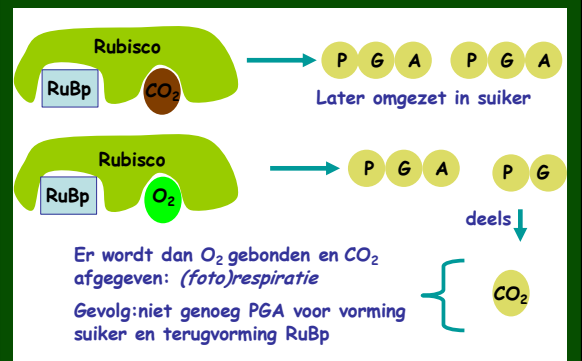 Rubisco
RuBp
CO₂
P G A
P G A
Later omgezet in suiker
Rubisco
RuBp
O₂
P G A
P G
deels
Er wordt dan O₂ gebonden en CO₂
afgegeven: (foto)respiratie
Gevolg:niet genoeg PGA voor vorming
suiker en terugvorming RuBp
CO₂